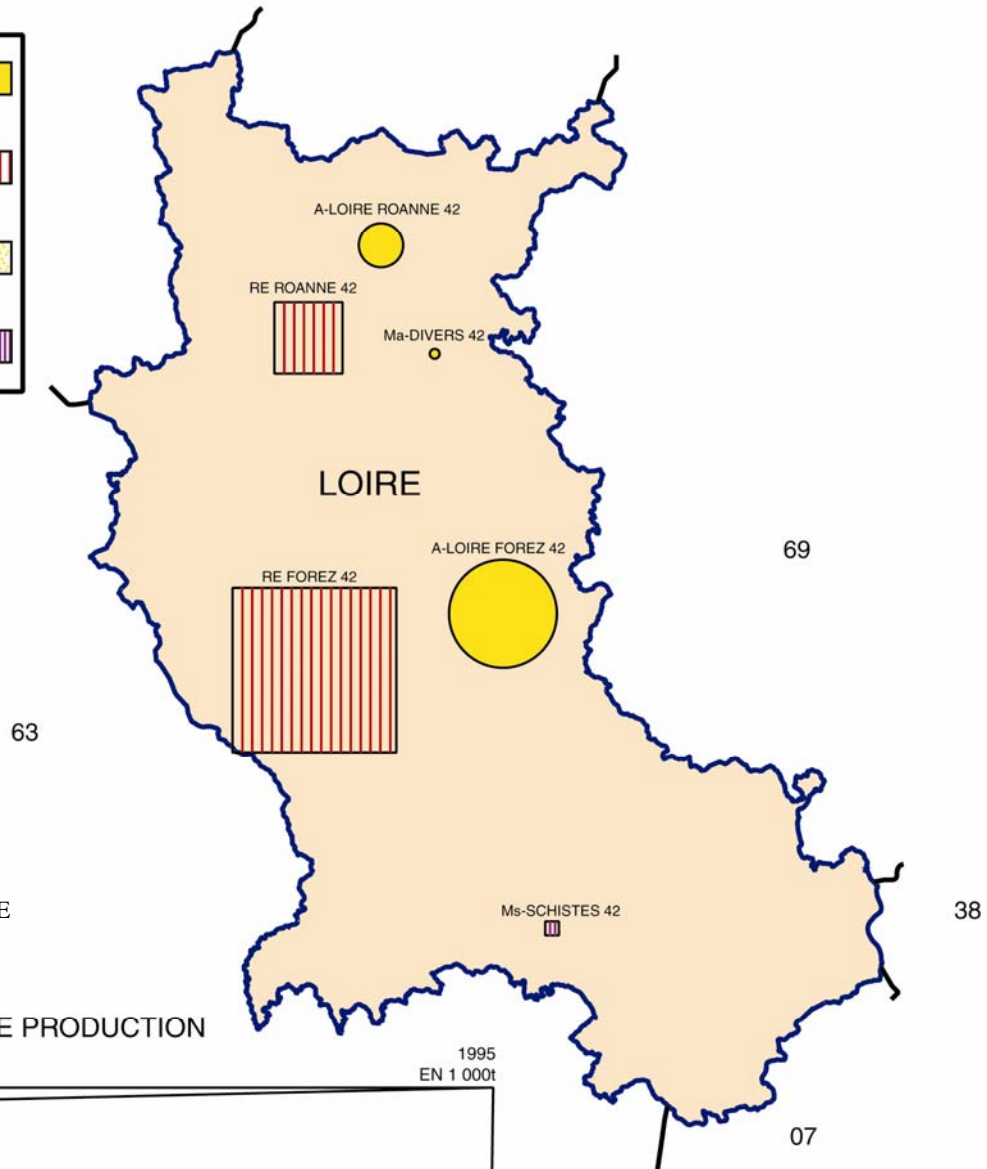 A-LOIRE ROANNE 42
RE ROANNE 42
Ma-DIVERS 42
LOIRE
A-LOIRE FOREZ 42
69
RE FOREZ 42
63
E
Ms-SCHISTES 42
38
E PRODUCTION
1995
EN 1 000t
07